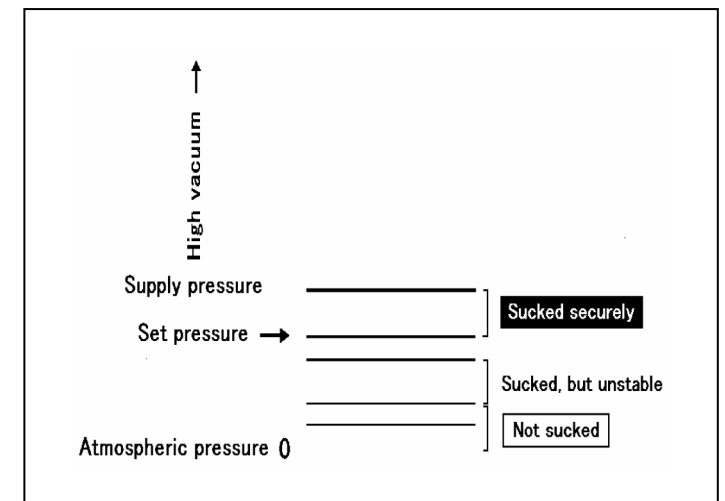 High vacuum →
Supply pressure
Sucked securely
Set pressure →
Sucked, but unstable
Not sucked
Atmospheric pressure 0